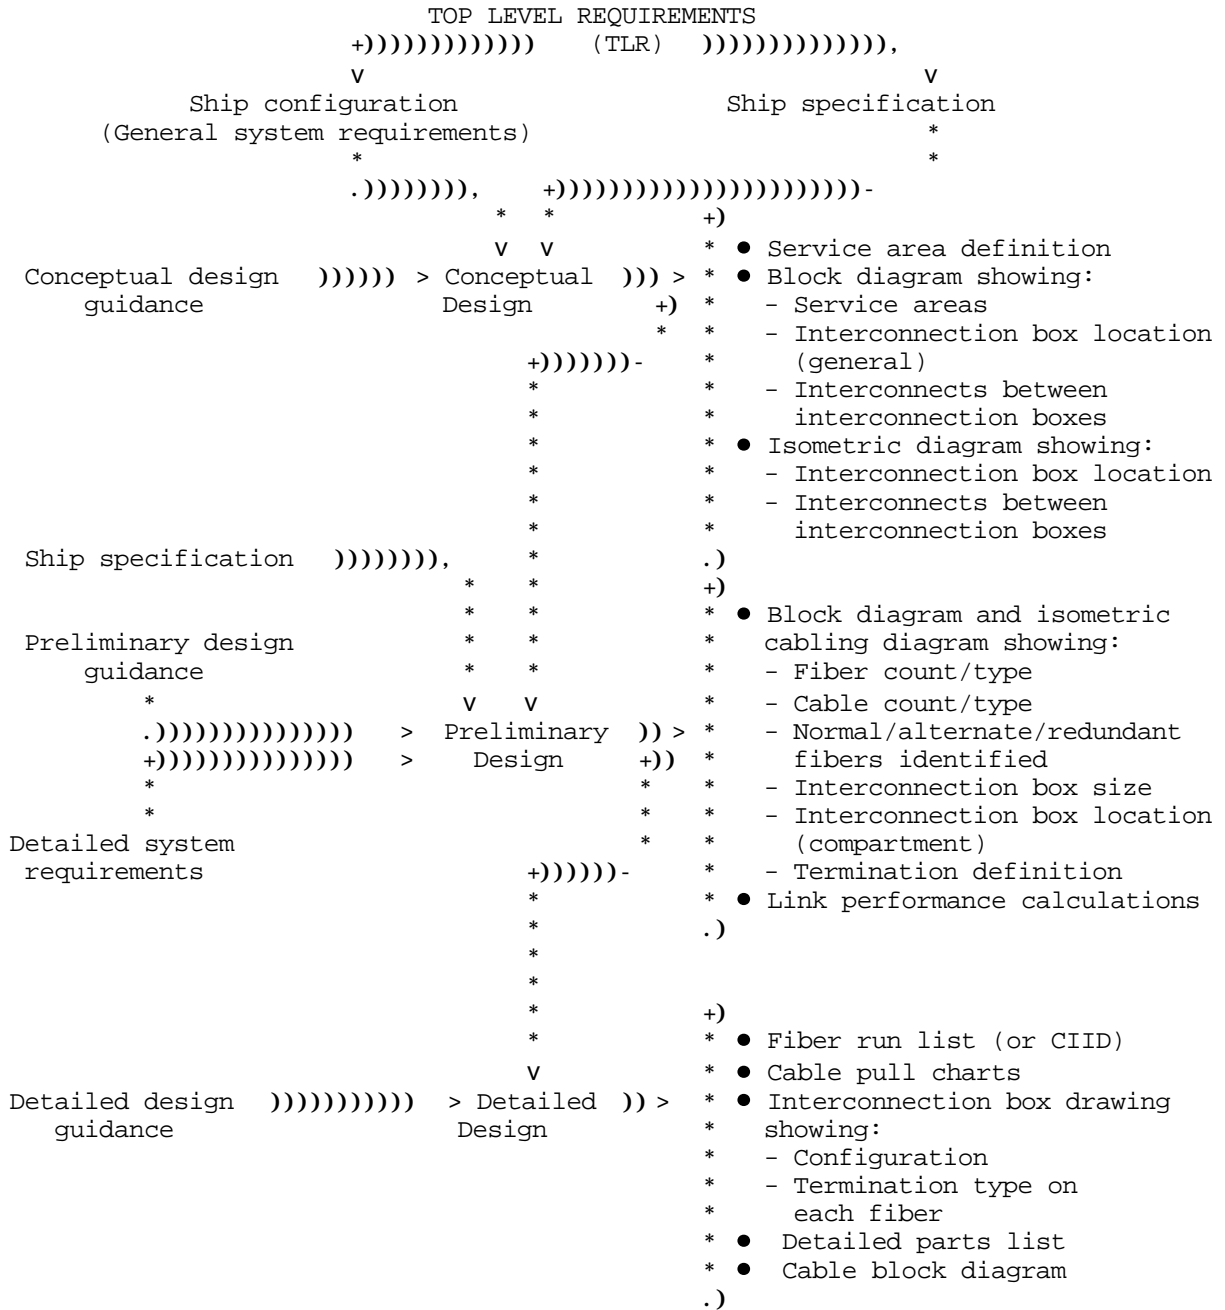 TOP LEVEL REQUIREMENTS
+))))))))))))) (TLR) )))))))))))))),
v v
Ship configuration Ship specification
(General system requirements) *
* *
.)))))))), +)))))))))))))))))))))))-
* * +)
v v * ● Service area definition
Conceptual design )))))) > Conceptual ))) > * ● Block diagram showing:
guidance Design +) * – Service areas
* * – Interconnection box location
+)))))))- * (general)
* * – Interconnects between
* * interconnection boxes
* * ● Isometric diagram showing:
* * – Interconnection box location
* * – Interconnects between
* * interconnection boxes
Ship specification )))))))), * .)
* * +)
* * * ● Block diagram and isometric
Preliminary design * * * cabling diagram showing:
guidance * * * – Fiber count/type
* v v * – Cable count/type
.))))))))))))))) > Preliminary )) > * – Normal/alternate/redundant
+))))))))))))))) > Design +)) * fibers identified
* * * – Interconnection box size
* * * – Interconnection box location
Detailed system * * (compartment)
requirements +))))))- * – Termination definition
* * ● Link performance calculations
* .)
*
*
* +)
* * ● Fiber run list (or CIID)
v * ● Cable pull charts
Detailed design ))))))))))) > Detailed )) > * ● Interconnection box drawing
guidance Design * showing:
* – Configuration
* – Termination type on
* each fiber
* ● Detailed parts list
* ● Cable block diagram
.)